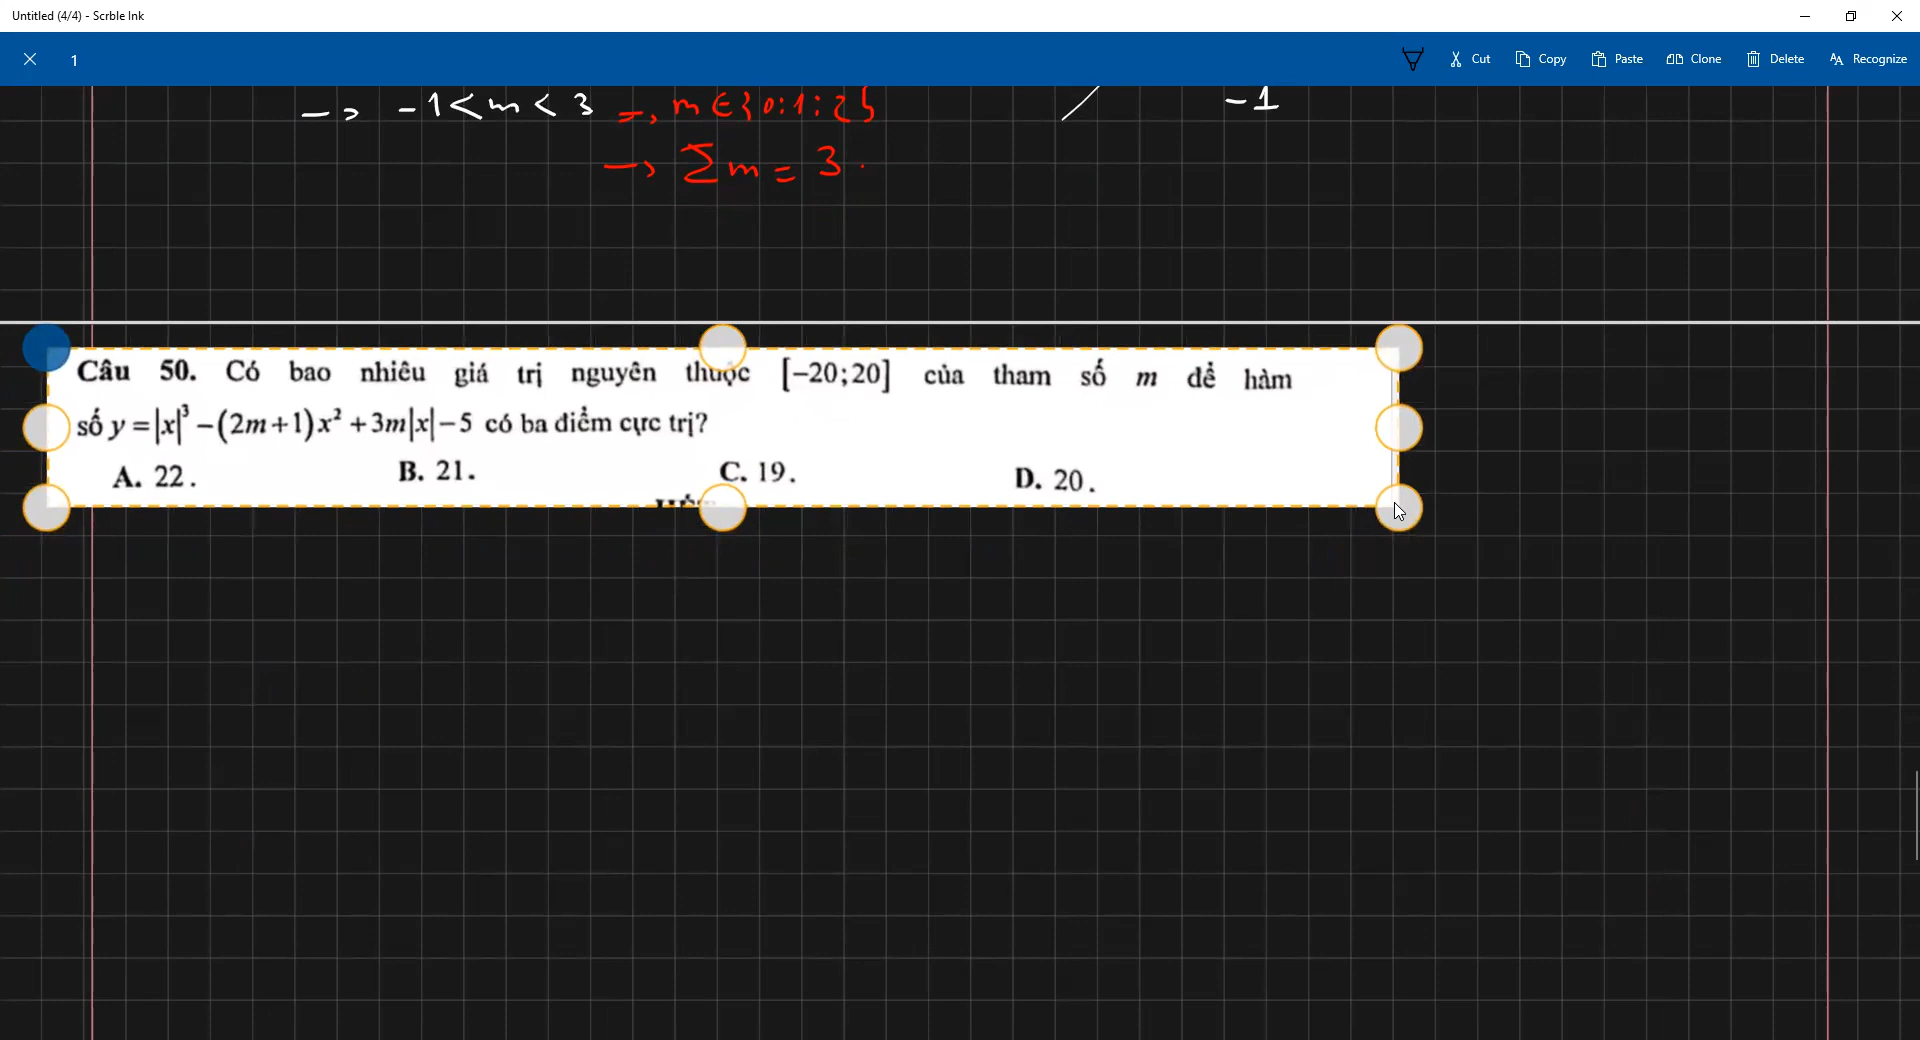 Untitled (4/4) - Scrble Ink
1 Cut Copy Paste Clone Delete Recognize
→ -1 < m < 3 => m ∈ {0;1;2}
-1
→ ∑m = 3.
Câu 50. Có bao nhiêu giá trị nguyên thuộc [−20;20] của tham số m để hàm
số y = |x|³ − (2m+1)x² + 3m|x| − 5 có ba điểm cực trị?
A. 22. B. 21. C. 19. D. 20.